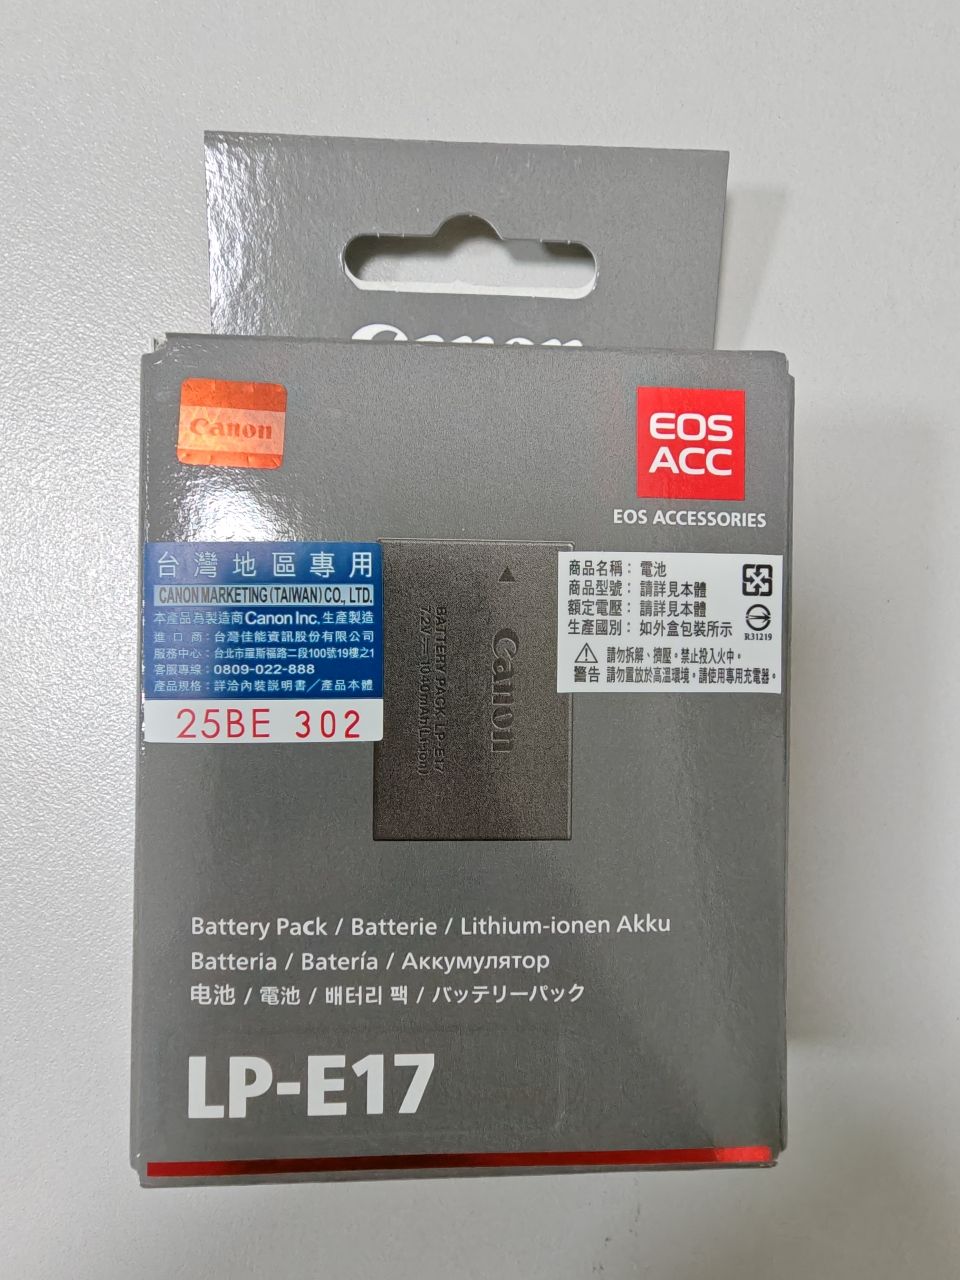 Canon
Canon
EOS
ACC
EOS ACCESSORIES
台灣地區專用
CANON MARKETING (TAIWAN) CO., LTD.
本產品為製造商Canon Inc.生產製造
進口商：台灣佳能資訊股份有限公司
服務中心：台北市羅斯福路二段100號19樓之1
客服專線：0809-022-888
產品規格：詳洽內裝説明書／產品本體
25BE 302
商品名稱：電池
商品型號：請詳見本體
額定電壓：請詳見本體
生產國別：如外盒包裝所示
R31219
請勿拆解、擠壓。禁止投入火中。
警告 請勿置放於高溫環境。請使用專用充電器。
Canon
BATTERY PACK LP-E17
7.2V 1040mAh(Li-ion)
Battery Pack / Batterie / Lithium-ionen Akku
Batteria / Batería / Аккумулятор
电池 / 電池 / 배터리 팩 / バッテリーパック
LP-E17